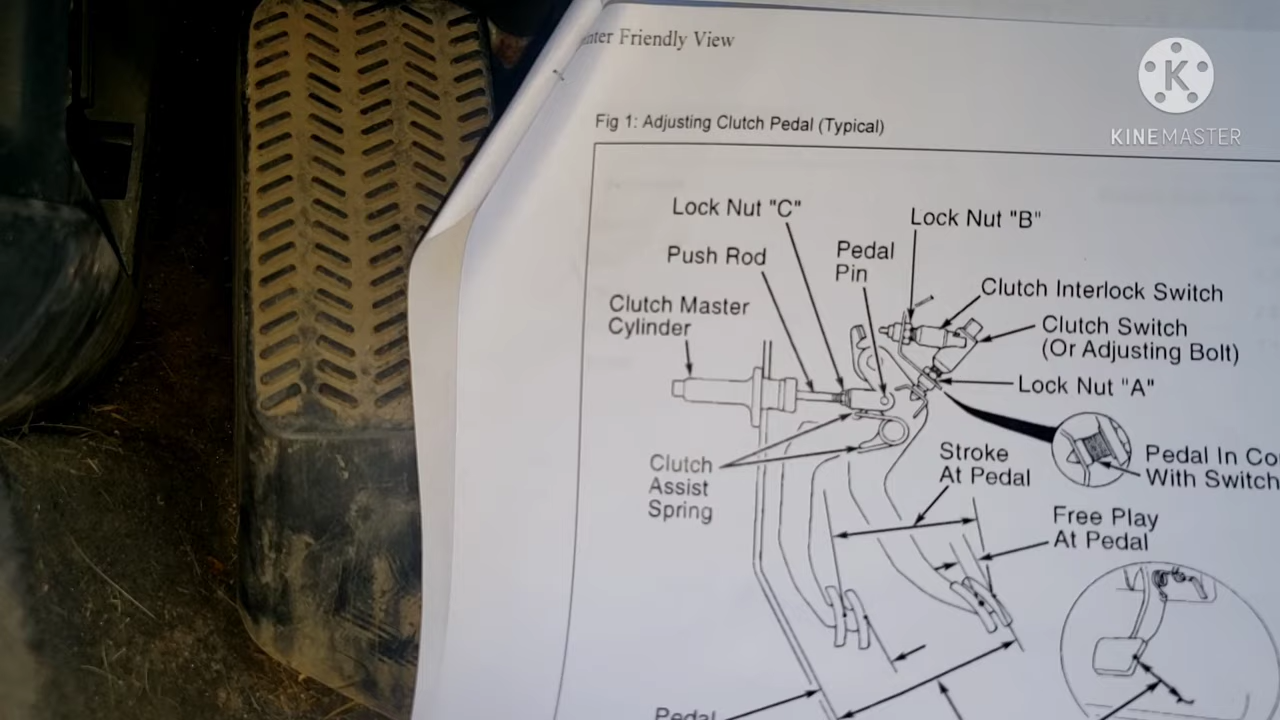 Friendly View
K
KINEMASTER
Fig 1: Adjusting Clutch Pedal (Typical)
Lock Nut "C"
Lock Nut "B"
Push Rod
Pedal
Pin
Clutch Interlock Switch
Clutch Master
Cylinder
Clutch Switch
(Or Adjusting Bolt)
Lock Nut "A"
Clutch
Assist
Spring
Stroke
At Pedal
Pedal In
With Switch
Free Play
At Pedal
Pedal